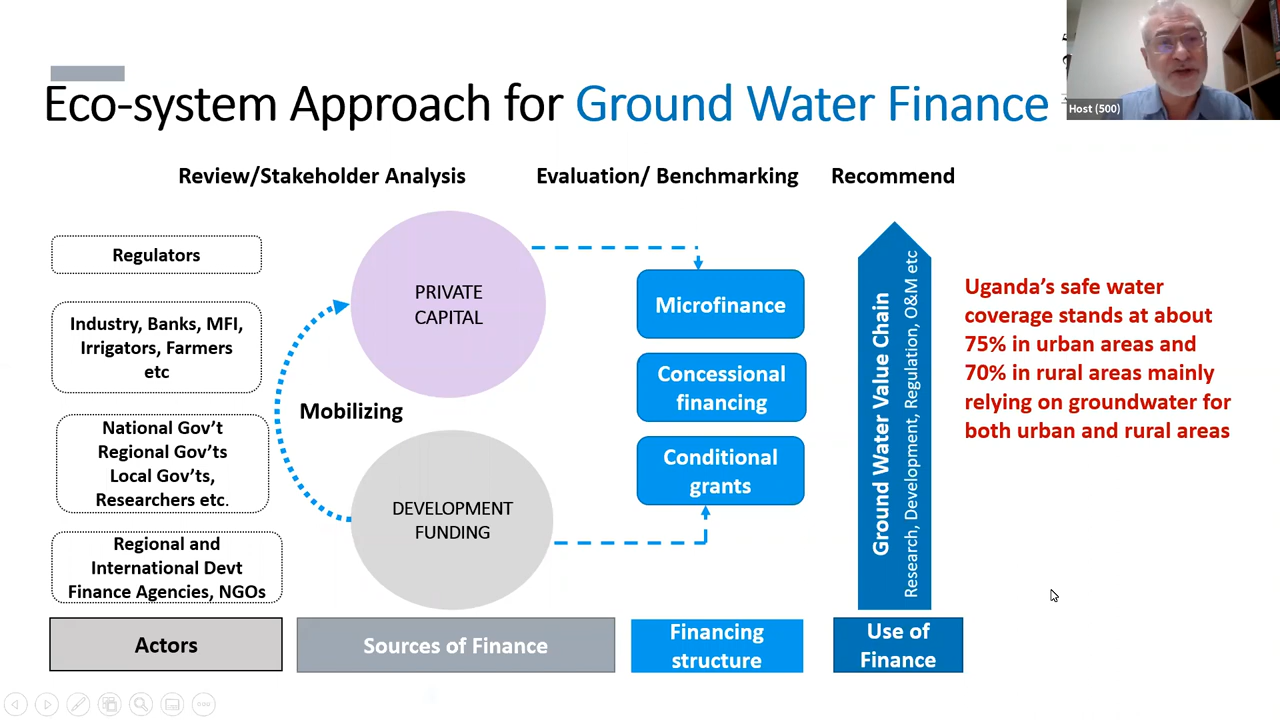 Eco-system Approach for Ground Water Finance
Host (500)
Review/Stakeholder Analysis
Evaluation/ Benchmarking
Recommend
Regulators
Industry, Banks, MFI,
Irrigators, Farmers
etc
National Gov’t
Regional Gov’ts
Local Gov’ts,
Researchers etc.
Regional and
International Devt
Finance Agencies, NGOs
Actors
PRIVATE
CAPITAL
Mobilizing
DEVELOPMENT
FUNDING
Sources of Finance
Microfinance
Concessional
financing
Conditional
grants
Financing
structure
Ground Water Value Chain
Research, Development, Regulation, O&M etc
Use of
Finance
Uganda’s safe water
coverage stands at about
75% in urban areas and
70% in rural areas mainly
relying on groundwater for
both urban and rural areas